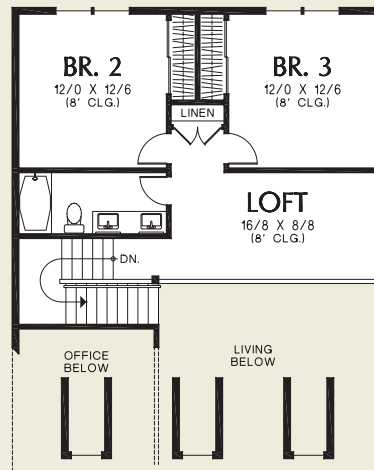 BR. 2
12/0 X 12/6
(8' CLG.)
BR. 3
12/0 X 12/6
(8' CLG.)
LINEN
LOFT
16/8 X 8/8
(8' CLG.)
DN.
OFFICE
BELOW
LIVING
BELOW